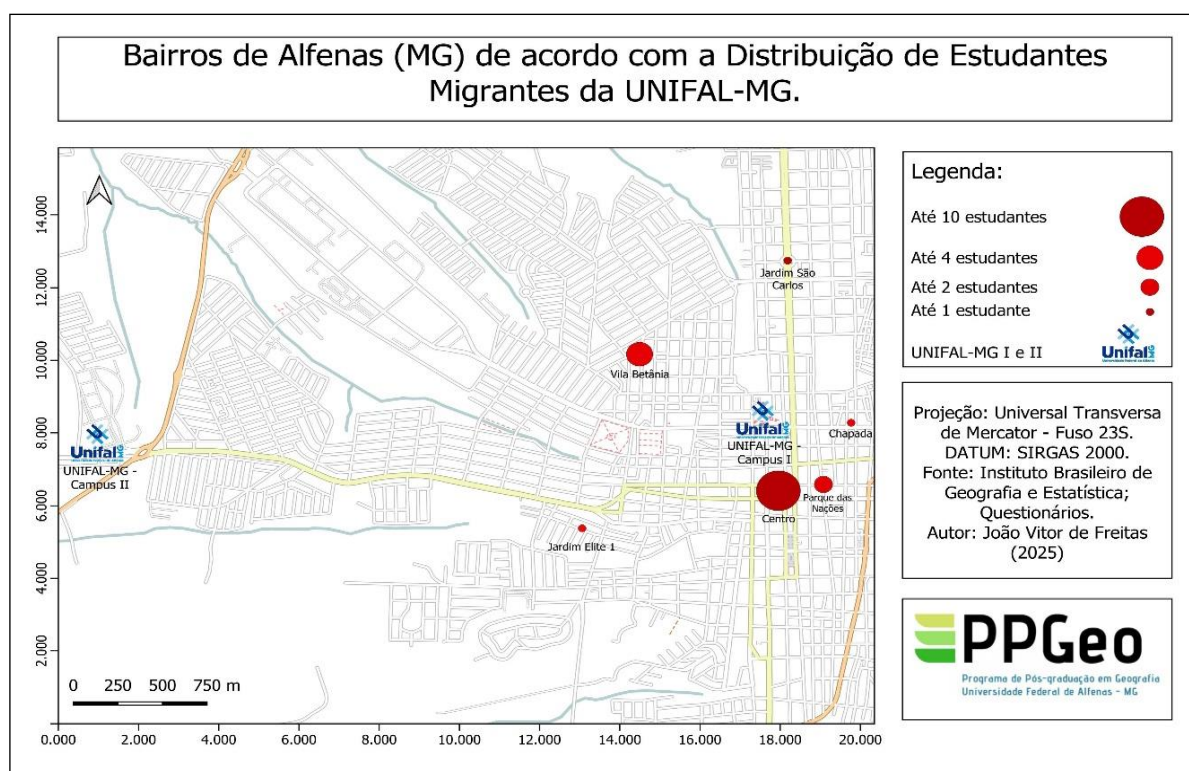 Bairros de Alfenas (MG) de acordo com a Distribuição de Estudantes
Migrantes da UNIFAL-MG.
14.000
12.000
10.000
8.000
6.000
4.000
2.000
0.000
2.000
4.000
6.000
8.000
10.000
12.000
14.000
16.000
18.000
20.000
Jardim São
Carlos
Vila Betânia
Unifal MG
UNIFAL-MG -
Campus I
Chapada
Unifal MG
UNIFAL-MG -
Campus II
Parque das
Nações
Centro
Jardim Elite 1
0 250 500 750 m
Legenda:
Até 10 estudantes
Até 4 estudantes
Até 2 estudantes
Até 1 estudante
UNIFAL-MG I e II
Unifal MG
Projeção: Universal Transversa
de Mercator - Fuso 23S.
DATUM: SIRGAS 2000.
Fonte: Instituto Brasileiro de
Geografia e Estatística;
Questionários.
Autor: João Vitor de Freitas
(2025)
PPGeo
Programa de Pós-graduação em Geografia
Universidade Federal de Alfenas - MG